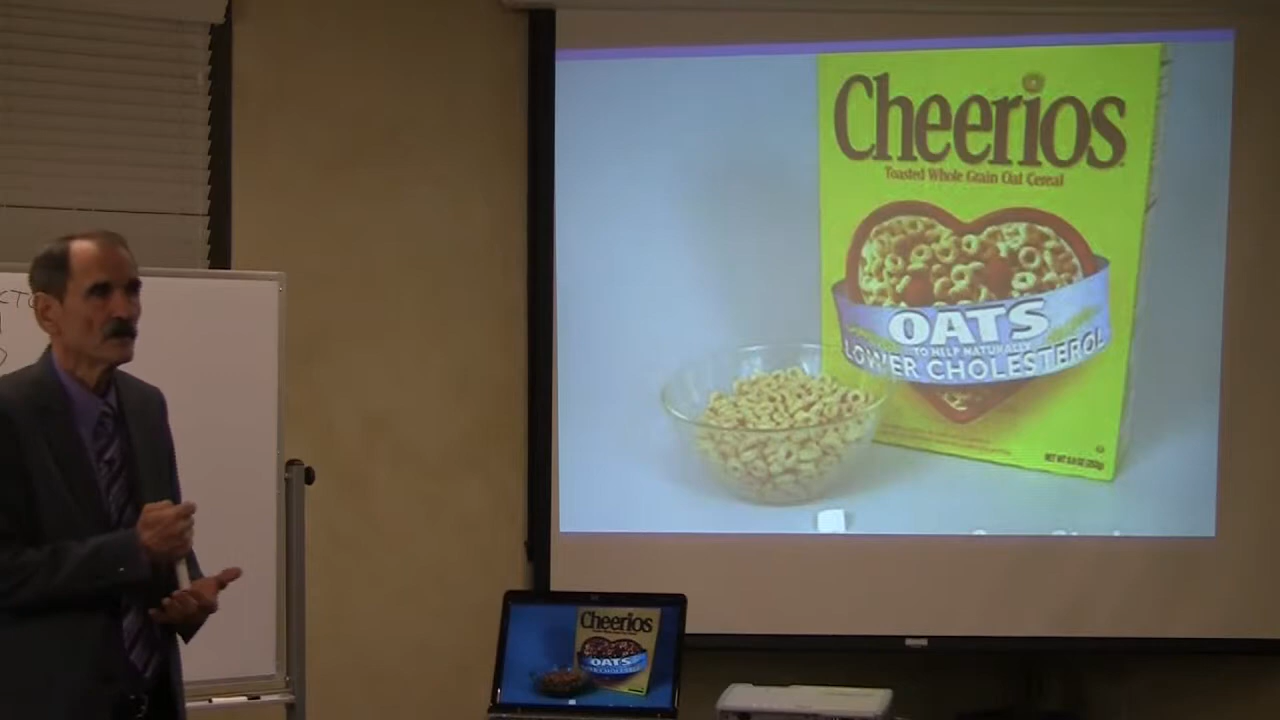 Cheerios
Toasted Whole Grain Oat Cereal
OATS
TO HELP NATURALLY
LOWER CHOLESTEROL
Cheerios
OATS